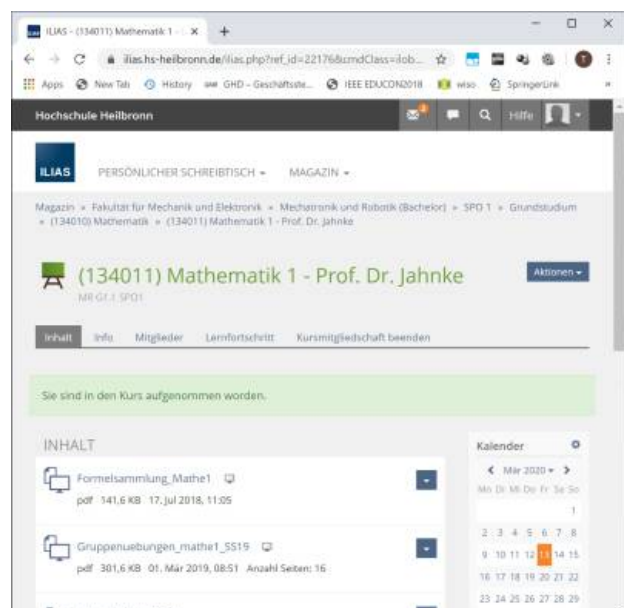 ILIAS - (134011) Mathematik 1 -
ilias.hs-heilbronn.de/ilias.php?ref_id=22176&cmdClass=ilob...
Apps New Tab History GHD - Geschäftsste... IEEE EDUCON2018 wiso SpringerLink »
Hochschule Heilbronn Hilfe
ILIAS PERSÖNLICHER SCHREIBTISCH MAGAZIN
Magazin » Fakultät für Mechanik und Elektronik » Mechatronik und Robotik (Bachelor) » SPO 1 » Grundstudium
» (134010) Mathematik » (134011) Mathematik 1 - Prof. Dr. Jahnke
(134011) Mathematik 1 - Prof. Dr. Jahnke Aktionen
MR G1.1 SPO1
Inhalt Info Mitglieder Lernfortschritt Kursmitgliedschaft beenden
Sie sind in den Kurs aufgenommen worden.
INHALT
Formelsammlung_Mathe1
pdf 141,6 KB 17. Jul 2018, 11:05
Gruppenuebungen_mathe1_SS19
pdf 301,6 KB 01. Mär 2019, 08:51 Anzahl Seiten: 16
Kalender
Mär 2020
Mo Di Mi Do Fr Sa So
1
2 3 4 5 6 7 8
9 10 11 12 13 14 15
16 17 18 19 20 21 22
23 24 25 26 27 28 29